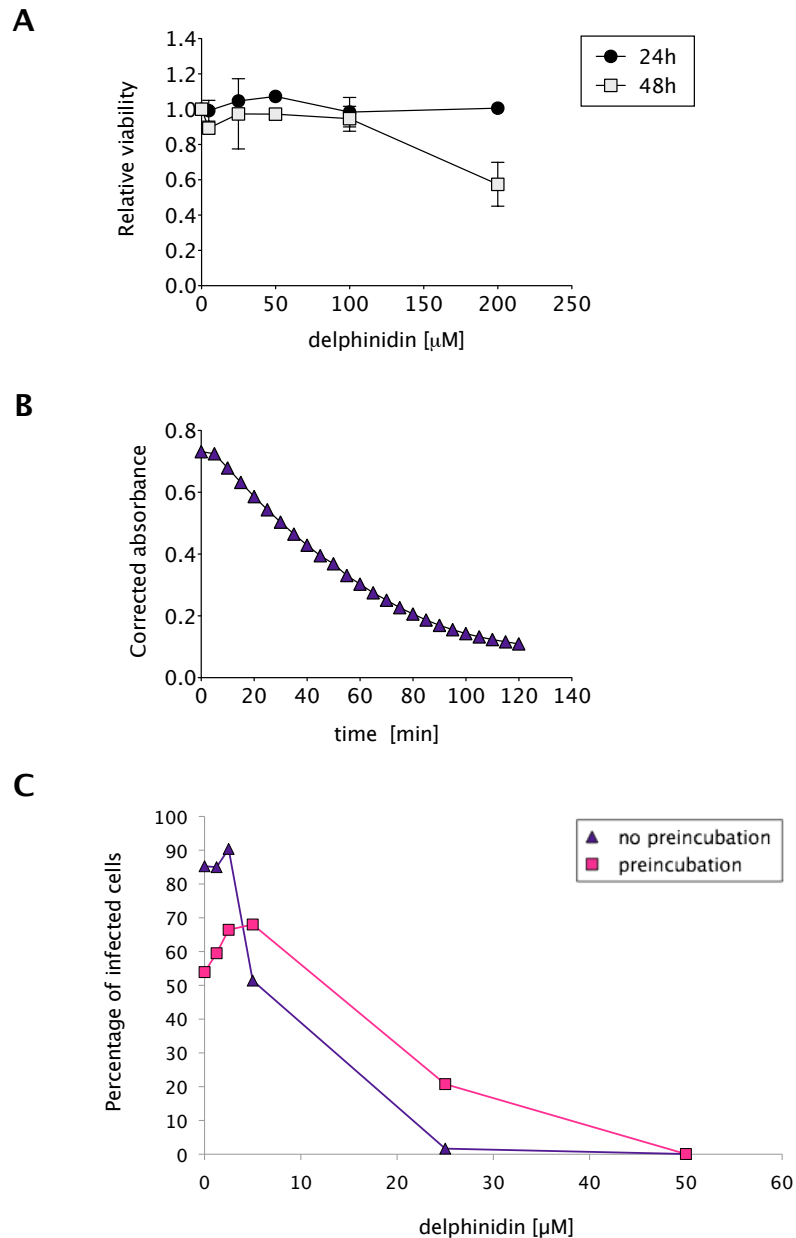 A
1.4
1.2
1.0
0.8
0.6
0.4
0.2
0.0
Relative viability
0 50 100 150 200 250
delphinidin [μM]
24h
48h
B
0.8
0.6
0.4
0.2
0.0
Corrected absorbance
0 20 40 60 80 100 120 140
time [min]
C
100
90
80
70
60
50
40
30
20
10
0
Percentage of infected cells
0 10 20 30 40 50 60
delphinidin [µM]
no preincubation
preincubation